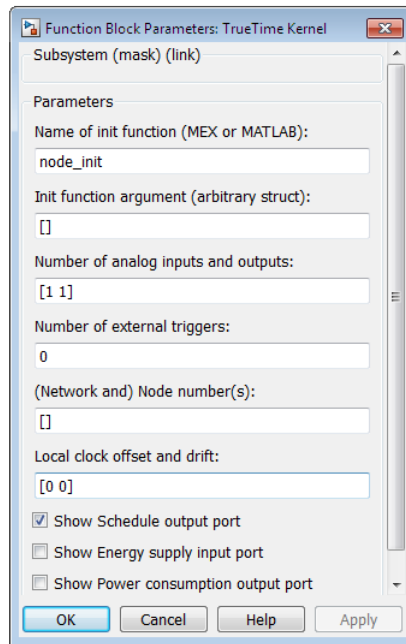 Function Block Parameters: TrueTime Kernel
Subsystem (mask) (link)
Parameters
Name of init function (MEX or MATLAB):
node_init
Init function argument (arbitrary struct):
[]
Number of analog inputs and outputs:
[1 1]
Number of external triggers:
0
(Network and) Node number(s):
[]
Local clock offset and drift:
[0 0]
Show Schedule output port
Show Energy supply input port
Show Power consumption output port
OK Cancel Help Apply